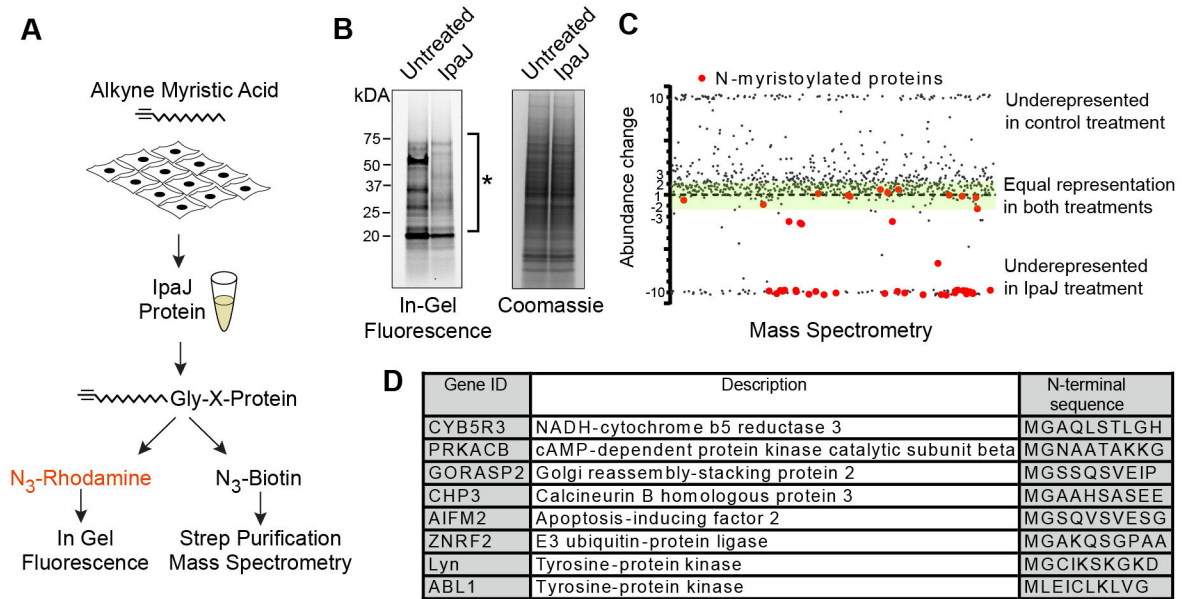 A
Alkyne Myristic Acid
IpaJ
Protein
Gly-X-Protein
N3-Rhodamine
N3-Biotin
In Gel
Fluorescence
Strep Purification
Mass Spectrometry
B
Untreated
IpaJ
Untreated
IpaJ
kDA
75
50
37
25
20
*
In-Gel
Fluorescence
Coomassie
C
N-myristoylated proteins
Abundance change
10
3
2
1
-2
-3
-10
Underepresented
in control treatment
Equal representation
in both treatments
Underepresented
in IpaJ treatment
Mass Spectrometry
D
Gene ID Description N-terminal
sequence
CYB5R3 NADH-cytochrome b5 reductase 3 MGAQLSTLGH
PRKACB cAMP-dependent protein kinase catalytic subunit beta MGNAATAKKG
GORASP2 Golgi reassembly-stacking protein 2 MGSSQSVEIP
CHP3 Calcineurin B homologous protein 3 MGAAHSASEE
AIFM2 Apoptosis-inducing factor 2 MGSQVSVESG
ZNRF2 E3 ubiquitin-protein ligase MGAKQSGPAA
Lyn Tyrosine-protein kinase MGCIKSKGKD
ABL1 Tyrosine-protein kinase MLEICLKLVG